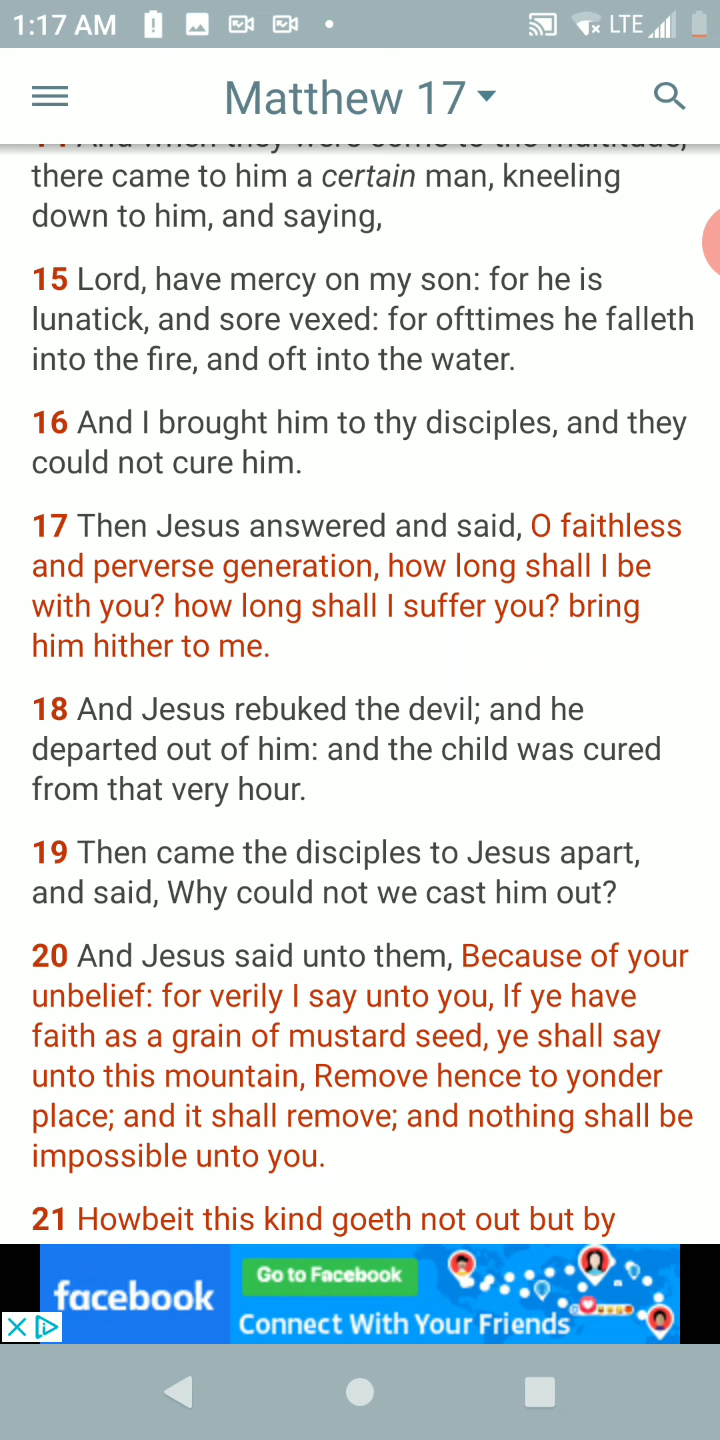 1:17 AM
LTE
Matthew 17
there came to him a certain man, kneeling
down to him, and saying,
15 Lord, have mercy on my son: for he is
lunatick, and sore vexed: for ofttimes he falleth
into the fire, and oft into the water.
16 And I brought him to thy disciples, and they
could not cure him.
17 Then Jesus answered and said, O faithless
and perverse generation, how long shall I be
with you? how long shall I suffer you? bring
him hither to me.
18 And Jesus rebuked the devil; and he
departed out of him: and the child was cured
from that very hour.
19 Then came the disciples to Jesus apart,
and said, Why could not we cast him out?
20 And Jesus said unto them, Because of your
unbelief: for verily I say unto you, If ye have
faith as a grain of mustard seed, ye shall say
unto this mountain, Remove hence to yonder
place; and it shall remove; and nothing shall be
impossible unto you.
21 Howbeit this kind goeth not out but by
facebook
Go to Facebook
Connect With Your Friends